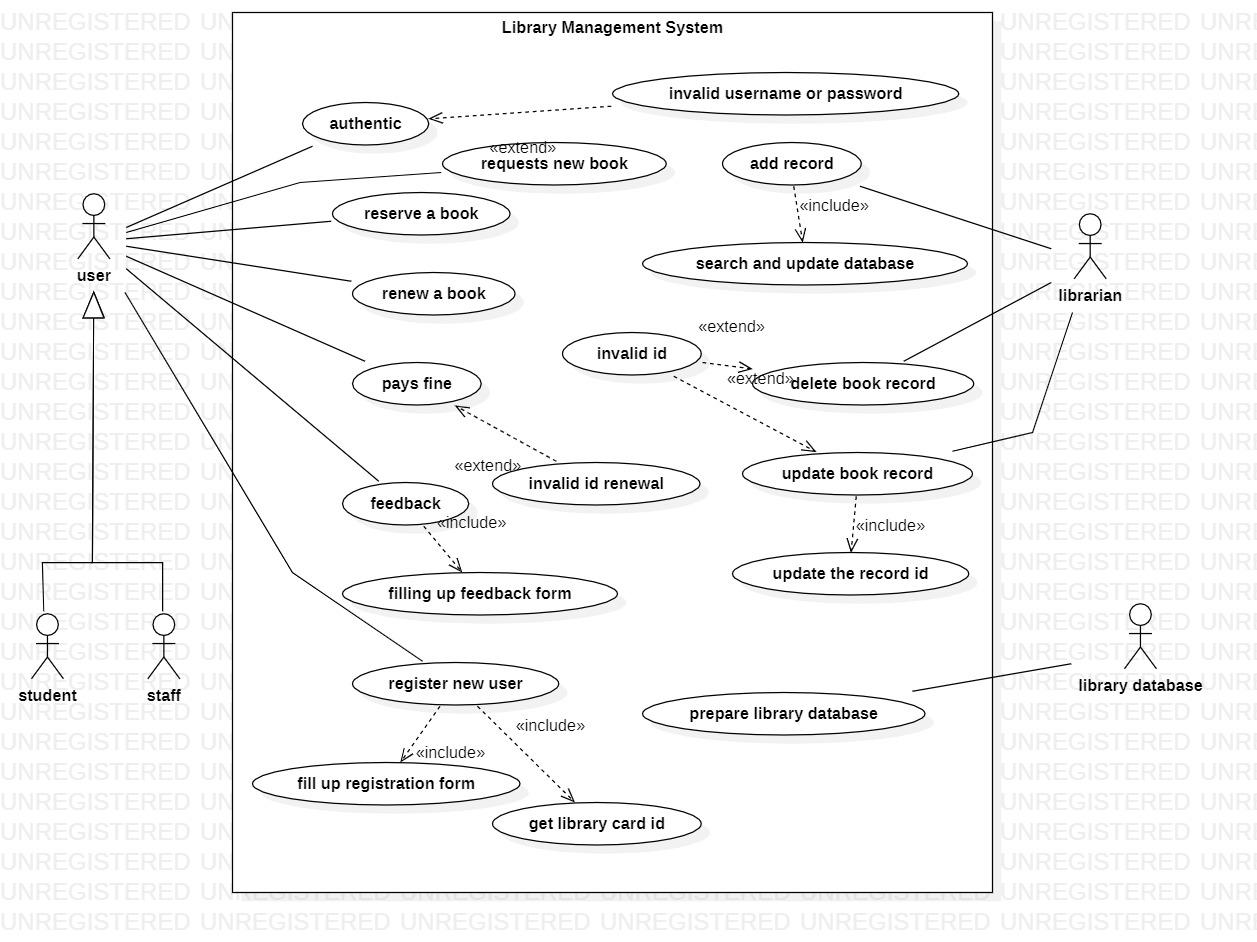 Library Management System
invalid username or password
authentic
«extend»
requests new book
add record
«include»
reserve a book
search and update database
user
librarian
renew a book
«extend»
invalid id
«extend»
delete book record
pays fine
«extend»
invalid id renewal
update book record
feedback
«include»
«include»
filling up feedback form
update the record id
student
staff
register new user
library database
prepare library database
«include»
«include»
fill up registration form
get library card id
UNREGISTERED